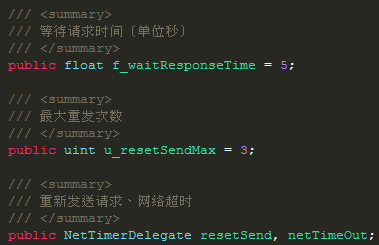 /// <summary>
/// 等待请求时间（单位秒）
/// </summary>
public float f_waitResponseTime = 5;
/// <summary>
/// 最大重发次数
/// </summary>
public uint u_resetSendMax = 3;
/// <summary>
/// 重新发送请求、网络超时
/// </summary>
public NetTimerDelegate resetSend, netTimeOut;